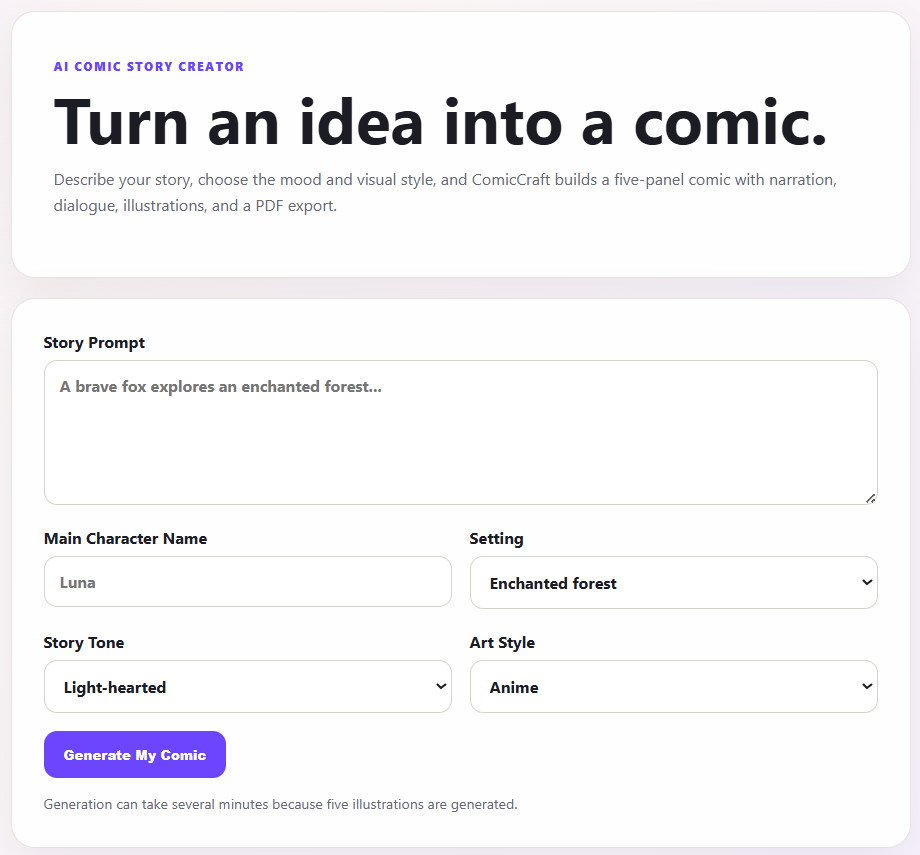 AI COMIC STORY CREATOR
Turn an idea into a comic.
Describe your story, choose the mood and visual style, and ComicCraft builds a five-panel comic with narration,
dialogue, illustrations, and a PDF export.
Story Prompt
A brave fox explores an enchanted forest...
Main Character Name
Setting
Luna
Enchanted forest
Story Tone
Art Style
Light-hearted
Anime
Generate My Comic
Generation can take several minutes because five illustrations are generated.